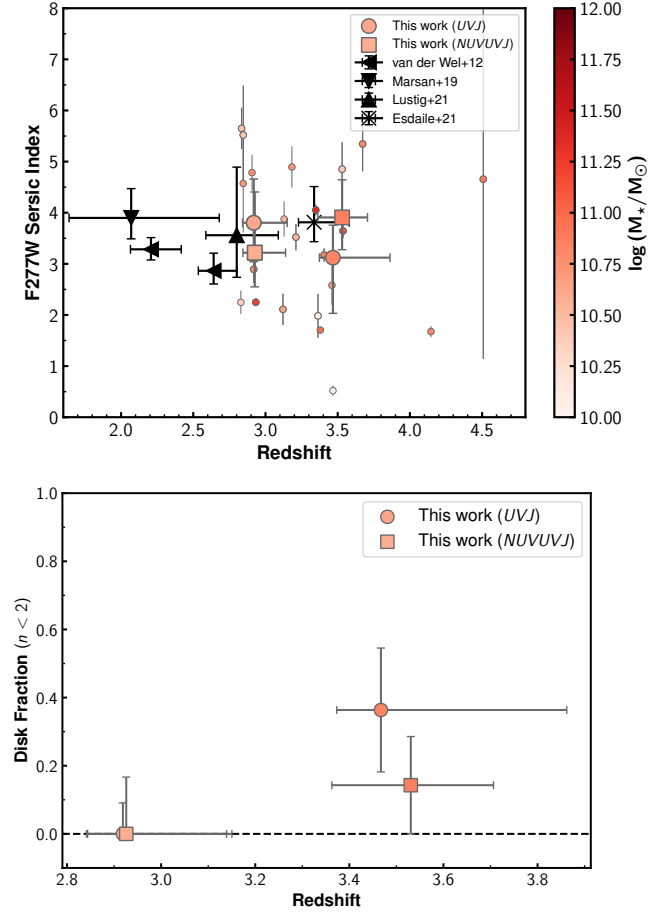 8
7
6
5
4
3
2
1
0
F277W Sersic Index
2.0 2.5 3.0 3.5 4.0 4.5
Redshift
This work (UVJ)
This work (NUVUVJ)
van der Wel+12
Marsan+19
Lustig+21
Esdaile+21
12.00
11.75
11.50
11.25
11.00
10.75
10.50
10.25
10.00
log (M⋆/M⊙)
1.0
0.8
0.6
0.4
0.2
0.0
Disk Fraction (n < 2)
This work (UVJ)
This work (NUVUVJ)
2.8 3.0 3.2 3.4 3.6 3.8
Redshift